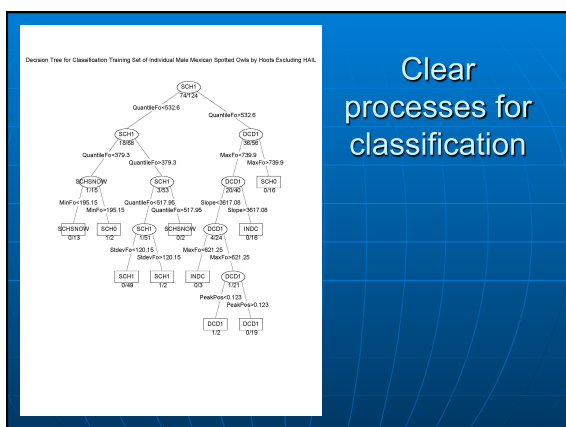 Decision Tree for Classification Training Set of Individual Male Mexican Spotted Owls by Hoots Excluding HAIL
Clear
processes for
classification
SCH1
74/124
QuantileFo<532.6
QuantileFo>532.6
SCH1
18/68
DCD1
36/56
QuantileFo<379.3
QuantileFo>379.3
MaxFo<739.9
MaxFo>739.9
SCHSNOW
1/15
SCH1
3/53
DCD1
20/40
SCH0
0/16
MinFo<195.15
MinFo>195.15
QuantileFo<517.95
QuantileFo>517.95
Slope<3617.08
Slope>3617.08
SCHSNOW
0/13
SCH0
1/2
SCH1
1/51
SCHSNOW
0/2
DCD1
4/24
INDC
0/16
StdevFo<120.15
StdevFo>120.15
MaxFo<621.25
MaxFo>621.25
SCH1
0/49
SCH1
1/2
INDC
0/3
DCD1
1/21
PeakPos<0.123
PeakPos>0.123
DCD1
1/2
DCD1
0/19